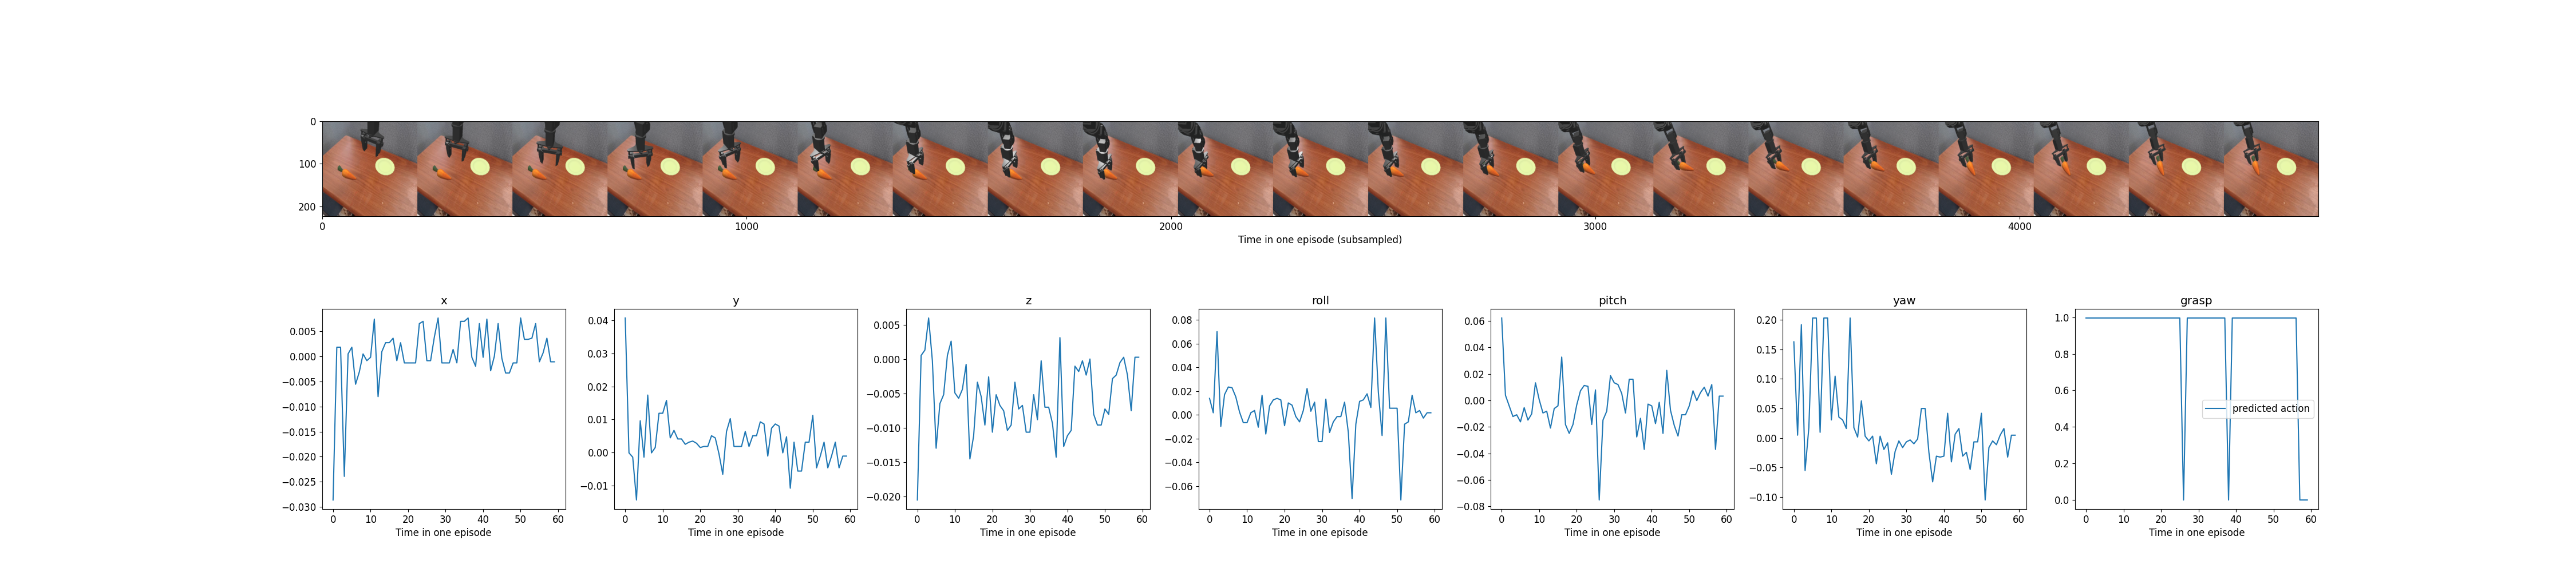 0
100
200
0 1000 2000 3000 4000
Time in one episode (subsampled)
x
0.005
0.000
−0.005
−0.010
−0.015
−0.020
−0.025
−0.030
0 10 20 30 40 50 60
Time in one episode
y
0.04
0.03
0.02
0.01
0.00
−0.01
0 10 20 30 40 50 60
Time in one episode
z
0.005
0.000
−0.005
−0.010
−0.015
−0.020
0 10 20 30 40 50 60
Time in one episode
roll
0.08
0.06
0.04
0.02
0.00
−0.02
−0.04
−0.06
0 10 20 30 40 50 60
Time in one episode
pitch
0.06
0.04
0.02
0.00
−0.02
−0.04
−0.06
−0.08
0 10 20 30 40 50 60
Time in one episode
yaw
0.20
0.15
0.10
0.05
0.00
−0.05
−0.10
0 10 20 30 40 50 60
Time in one episode
grasp
1.0
0.8
0.6
0.4
0.2
0.0
predicted action
0 10 20 30 40 50 60
Time in one episode